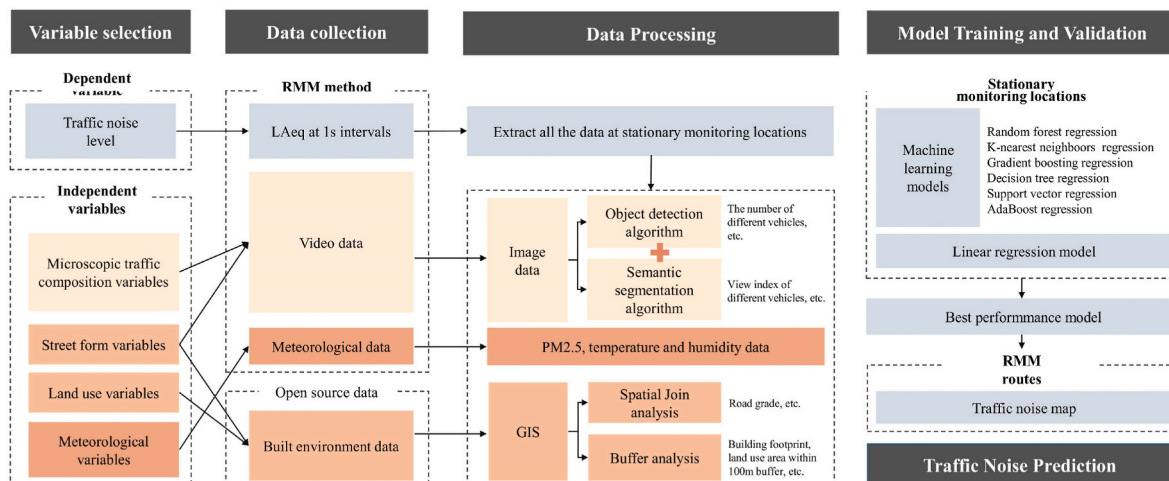 Variable selection
Data collection
Data Processing
Model Training and Validation
Dependent
variable
Traffic noise
level
Independent
variables
Microscopic traffic
composition variables
Street form variables
Land use variables
Meteorological
variables
RMM method
LAeq at 1s intervals
Video data
Meteorological data
Open source data
Built environment data
Extract all the data at stationary monitoring locations
Image
data
Object detection
algorithm
The number of
different vehicles,
etc.
Semantic
segmentation
algorithm
View index of
different vehicles, etc.
PM2.5, temperature and humidity data
GIS
Spatial Join
analysis
Road grade, etc.
Buffer analysis
Building footprint,
land use area within
100m buffer, etc.
Stationary
monitoring locations
Machine
learning
models
Random forest regression
K-nearest neighbors regression
Gradient boosting regression
Decision tree regression
Support vector regression
AdaBoost regression
Linear regression model
Best performmance model
RMM
routes
Traffic noise map
Traffic Noise Prediction